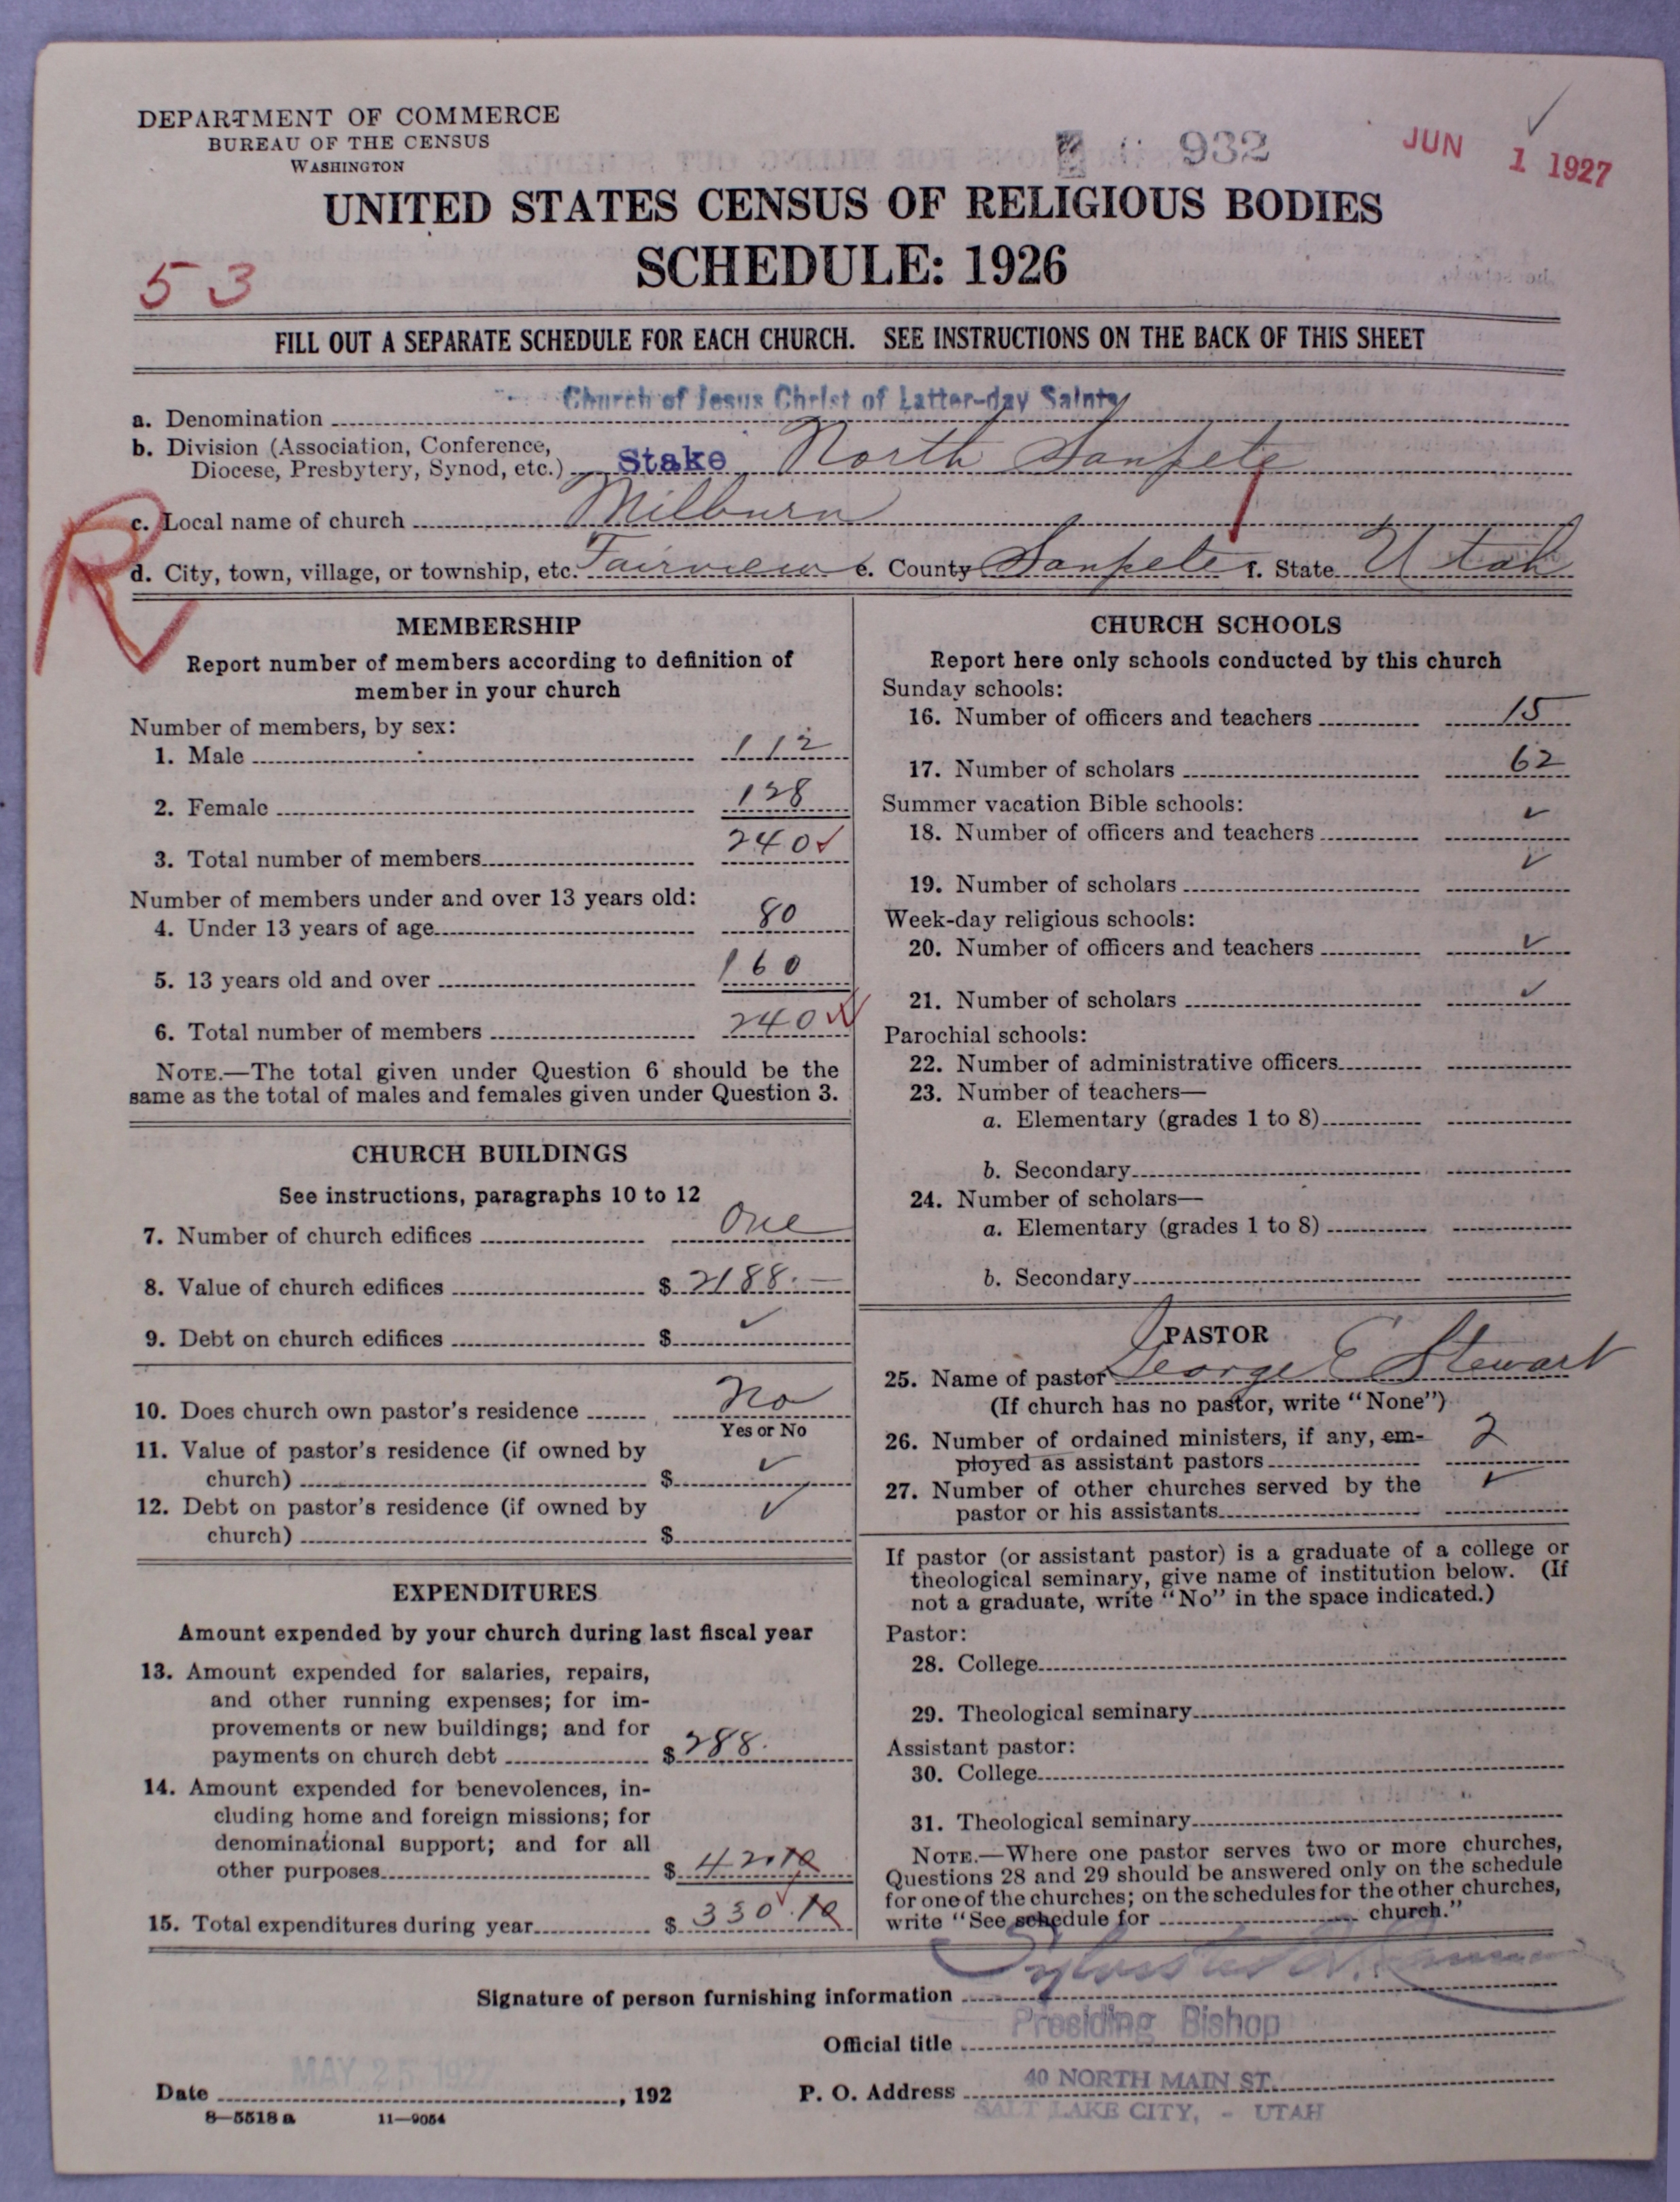 DEPARTMENT OF COMMERCE
BUREAU OF THE CENSUS
WASHINGTON
932
JUN 1 1927
UNITED STATES CENSUS OF RELIGIOUS BODIES
SCHEDULE: 1926
53
FILL OUT A SEPARATE SCHEDULE FOR EACH CHURCH. SEE INSTRUCTIONS ON THE BACK OF THIS SHEET
a. Denomination Church of Jesus Christ of Latter-day Saints
b. Division (Association, Conference,
Diocese, Presbytery, Synod, etc.) Stake North Sanpete
R
c. Local name of church Milburn
d. City, town, village, or township, etc. Fairview e. County Sanpete f. State Utah
MEMBERSHIP
Report number of members according to definition of
member in your church
Number of members, by sex:
1. Male 112
2. Female 128
3. Total number of members 240
Number of members under and over 13 years old:
4. Under 13 years of age 80
5. 13 years old and over 160
6. Total number of members 240
NOTE.—The total given under Question 6 should be the
same as the total of males and females given under Question 3.
CHURCH BUILDINGS
See instructions, paragraphs 10 to 12
7. Number of church edifices One
8. Value of church edifices $ 2188.—
9. Debt on church edifices $ ✓
10. Does church own pastor's residence No
Yes or No
11. Value of pastor's residence (if owned by
church) $ ✓
12. Debt on pastor's residence (if owned by
church) $ ✓
EXPENDITURES
Amount expended by your church during last fiscal year
13. Amount expended for salaries, repairs,
and other running expenses; for im-
provements or new buildings; and for
payments on church debt $ 288.
14. Amount expended for benevolences, in-
cluding home and foreign missions; for
denominational support; and for all
other purposes $ 42.10
15. Total expenditures during year $ 330.10
CHURCH SCHOOLS
Report here only schools conducted by this church
Sunday schools:
16. Number of officers and teachers 15
17. Number of scholars 62
Summer vacation Bible schools:
18. Number of officers and teachers ✓
19. Number of scholars ✓
Week-day religious schools:
20. Number of officers and teachers ✓
21. Number of scholars ✓
Parochial schools:
22. Number of administrative officers
23. Number of teachers—
a. Elementary (grades 1 to 8)
b. Secondary
24. Number of scholars—
a. Elementary (grades 1 to 8)
b. Secondary
PASTOR
25. Name of pastor George E Stewart
(If church has no pastor, write "None")
26. Number of ordained ministers, if any, em-
ployed as assistant pastors 2
27. Number of other churches served by the
pastor or his assistants ✓
If pastor (or assistant pastor) is a graduate of a college or
theological seminary, give name of institution below. (If
not a graduate, write "No" in the space indicated.)
Pastor:
28. College
29. Theological seminary
Assistant pastor:
30. College
31. Theological seminary
NOTE.—Where one pastor serves two or more churches,
Questions 28 and 29 should be answered only on the schedule
for one of the churches; on the schedules for the other churches,
write "See schedule for church."
Signature of person furnishing information
Official title Presiding Bishop
Date MAY 25 1927, 192
P. O. Address 40 NORTH MAIN ST.
SALT LAKE CITY, - UTAH
8—5518 a 11—9054